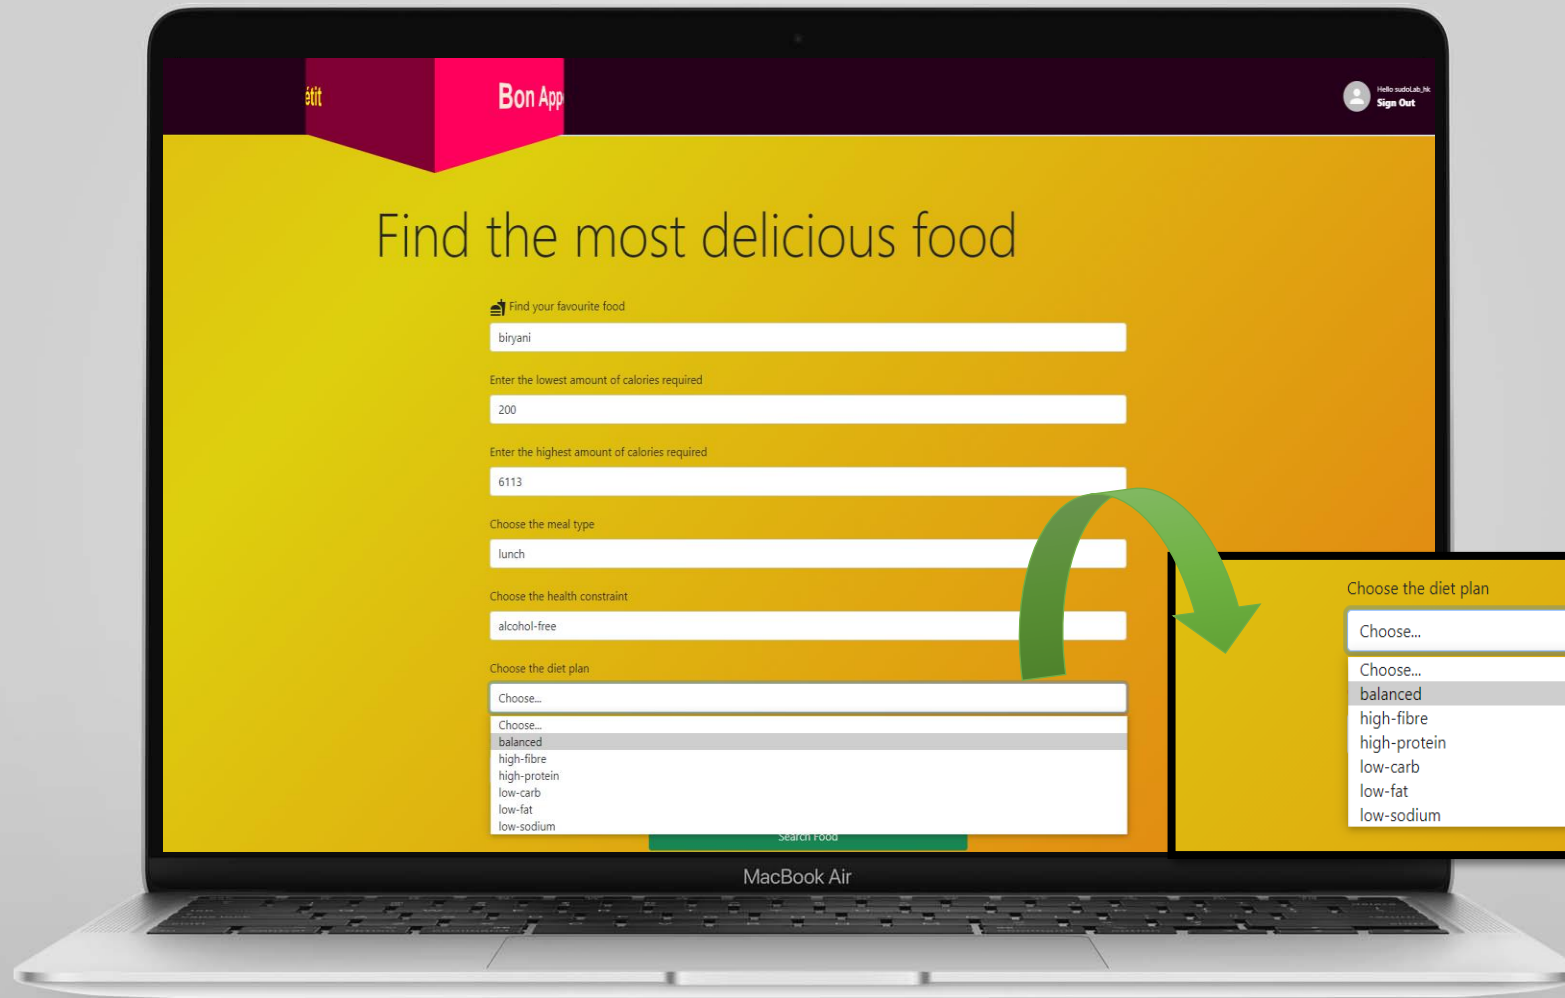 étit
Bon App
Hello sudoLab_hk
Sign Out
Find the most delicious food
Find your favourite food
biryani
Enter the lowest amount of calories required
200
Enter the highest amount of calories required
6113
Choose the meal type
lunch
Choose the health constraint
alcohol-free
Choose the diet plan
Choose...
Choose...
balanced
high-fibre
high-protein
low-carb
low-fat
low-sodium
Search Food
Choose the diet plan
Choose...
Choose...
balanced
high-fibre
high-protein
low-carb
low-fat
low-sodium
MacBook Air